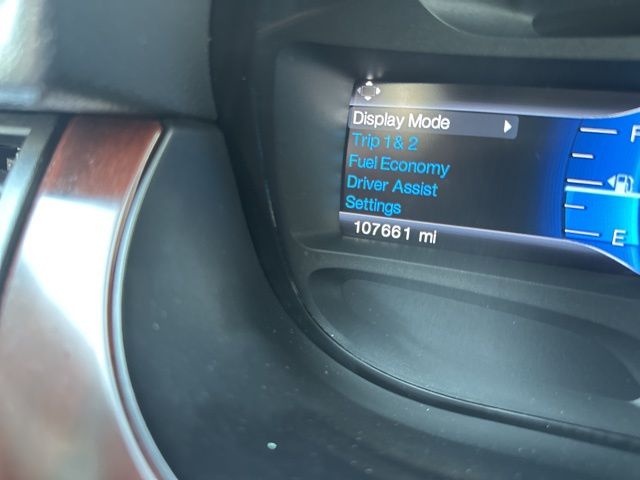 Display Mode
Trip 1 & 2
Fuel Economy
Driver Assist
Settings
107661 mi
F
E